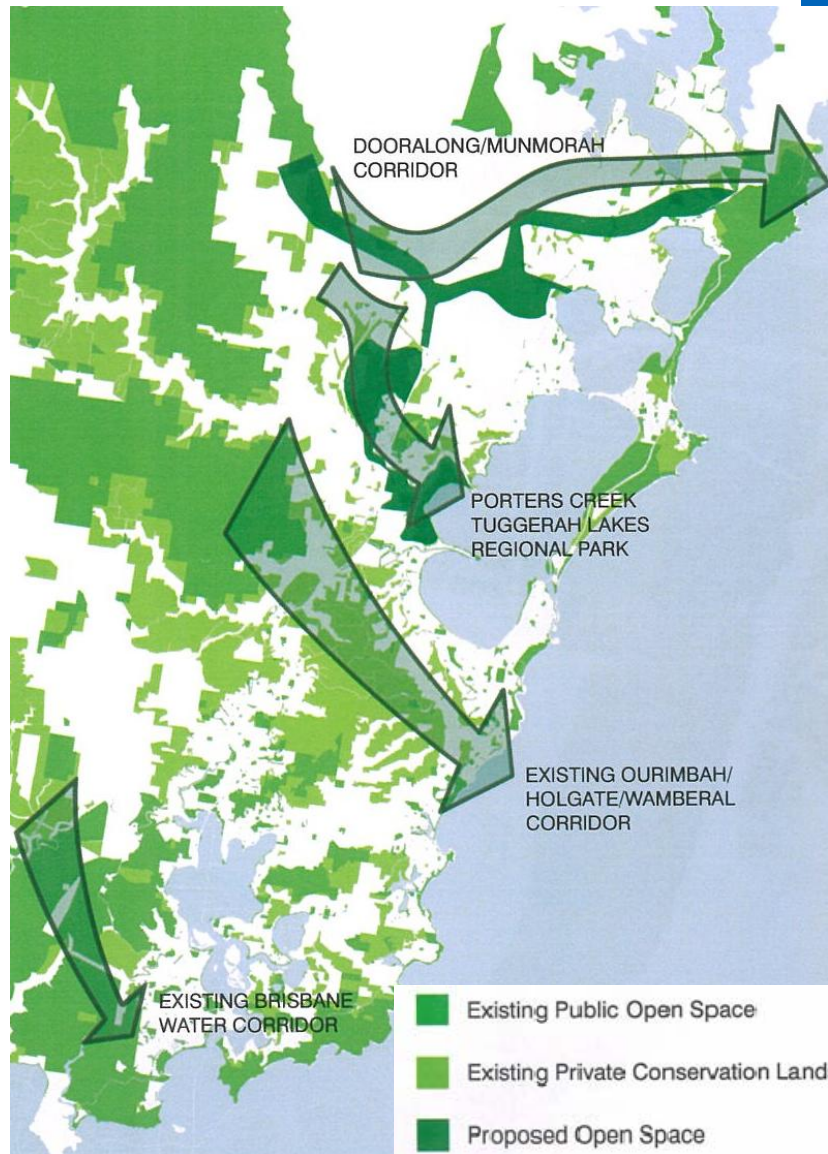 DOORALONG/MUNMORAH
CORRIDOR
PORTERS CREEK
TUGGERAH LAKES
REGIONAL PARK
EXISTING OURIMBAH/
HOLGATE/WAMBERAL
CORRIDOR
EXISTING BRISBANE
WATER CORRIDOR
Existing Public Open Space
Existing Private Conservation Land
Proposed Open Space